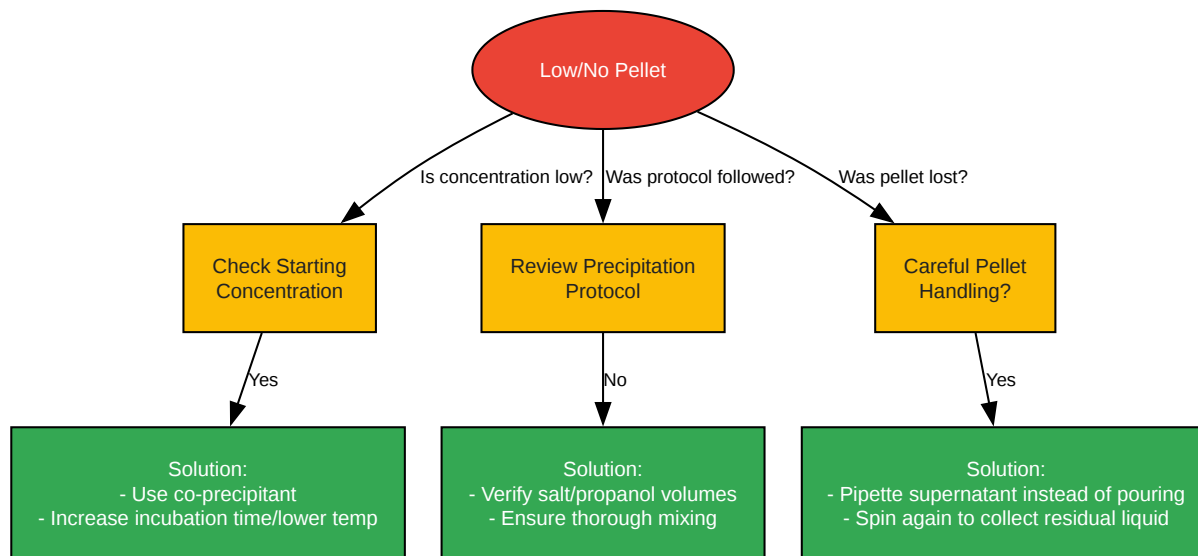 Low/No Pellet
Is concentration low?
Was protocol followed?
Was pellet lost?
Check Starting
Concentration
Review Precipitation
Protocol
Careful Pellet
Handling?
Yes
No
Yes
Solution:
- Use co-precipitant
- Increase incubation time/lower temp
Solution:
- Verify salt/propanol volumes
- Ensure thorough mixing
Solution:
- Pipette supernatant instead of pouring
- Spin again to collect residual liquid